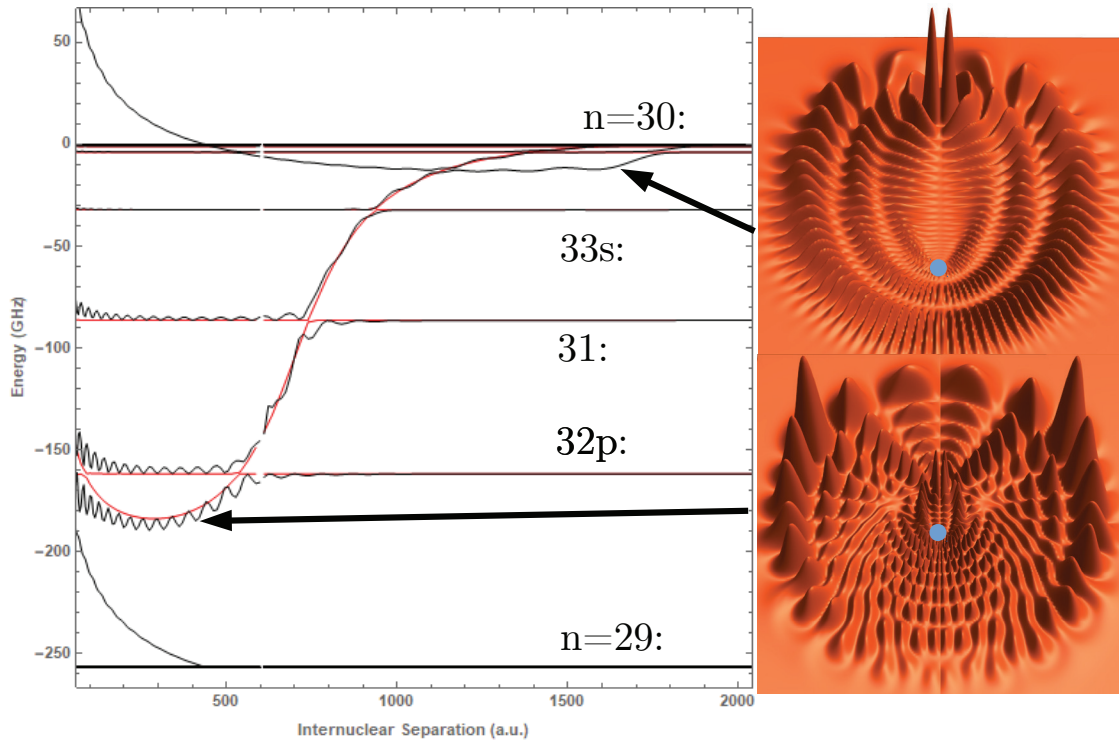 50
0
−50
−100
−150
−200
−250
Energy (GHz)
500
1000
1500
2000
Internuclear Separation (a.u.)
n=30:
33s:
31:
32p:
n=29: